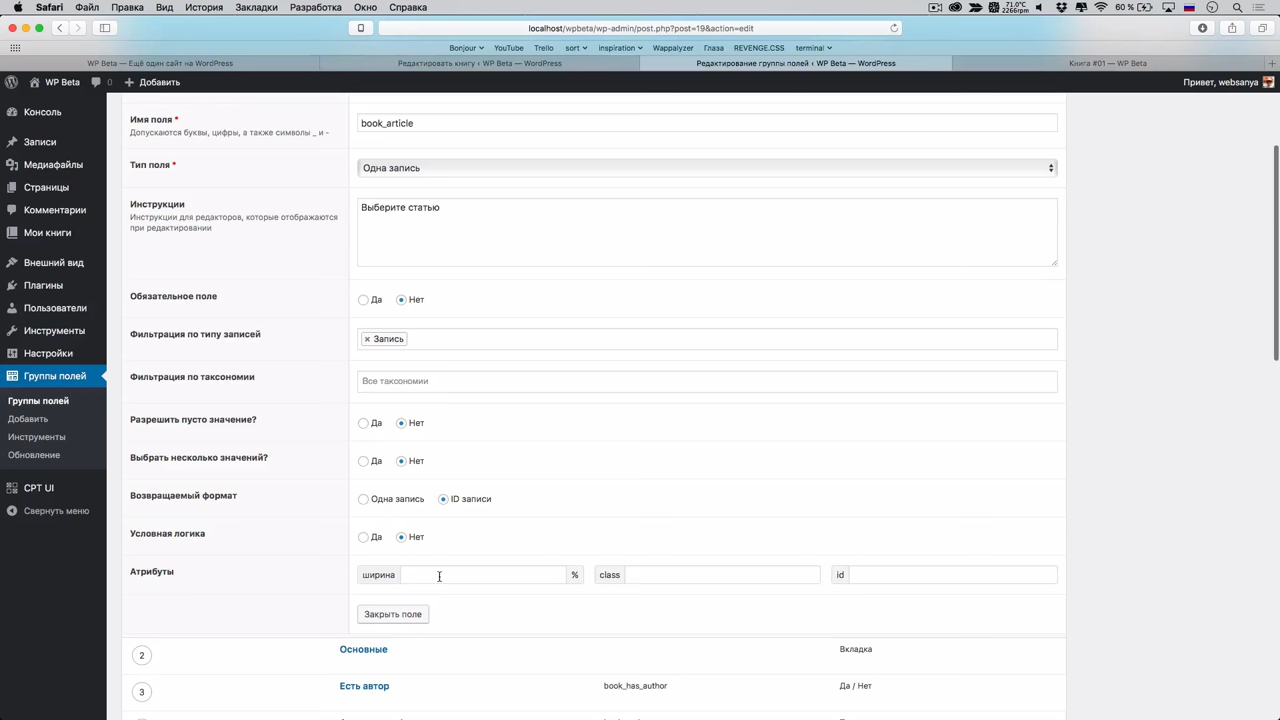 Safari Файл Правка Вид История Закладки Разработка Окно Справка 71.0°C 2266rpm 60 %
localhost/wpbeta/wp-admin/post.php?post=19&action=edit
Bonjour YouTube Trello sort inspiration Wappalyzer Глаза REVENGE.CSS terminal
WP Beta — Ещё один сайт на WordPress Редактировать книгу ‹ WP Beta — WordPress Редактирование группы полей ‹ WP Beta — WordPress Книга #01 — WP Beta
WP Beta 0 + Добавить Привет, websanya
Консоль
Записи
Медиафайлы
Страницы
Комментарии
Мои книги
Внешний вид
Плагины
Пользователи
Инструменты
Настройки
Группы полей
Группы полей
Добавить
Инструменты
Обновление
CPT UI
Свернуть меню
Имя поля *
Допускаются буквы, цифры, а также символы _ и -
book_article
Тип поля *
Одна запись
Инструкции
Инструкции для редакторов, которые отображаются
при редактировании
Выберите статью
Обязательное поле
Да Нет
Фильтрация по типу записей
× Запись
Фильтрация по таксономии
Все таксономии
Разрешить пусто значение?
Да Нет
Выбрать несколько значений?
Да Нет
Возвращаемый формат
Одна запись ID записи
Условная логика
Да Нет
Атрибуты
ширина % class id
Закрыть поле
2 Основные Вкладка
3 Есть автор book_has_author Да / Нет